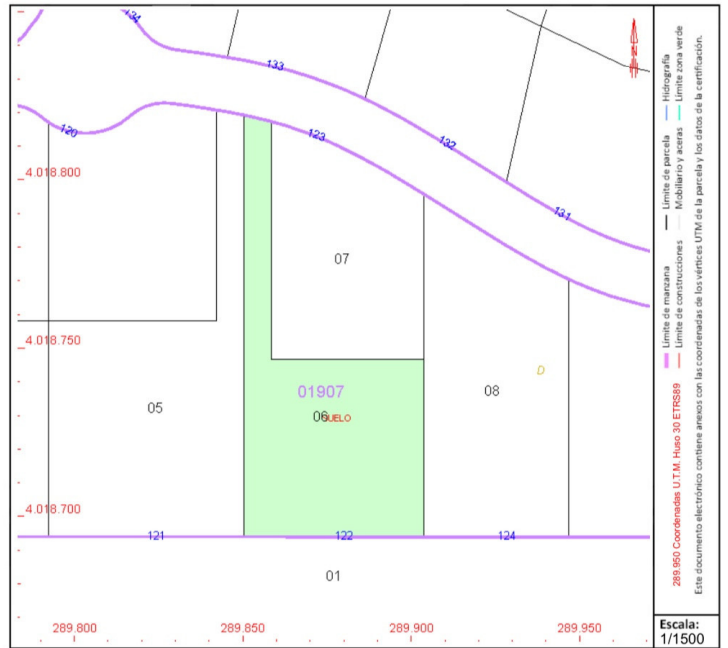 134
133
120
123
132
4.018.800
131
07
4.018.750
D
01907
08
05
06
SUELO
4.018.700
121
122
124
01
289.800
289.850
289.900
289.950
N
289.950 Coordenadas U.T.M. Huso 30 ETRS89
Límite de manzana
Límite de parcela
Hidrografía
Límite de construcciones
Mobiliario y aceras
Límite zona verde
Este documento electrónico contiene anexos con las coordenadas de los vértices UTM de la parcela y los datos de la certificación.
Escala:
1/1500